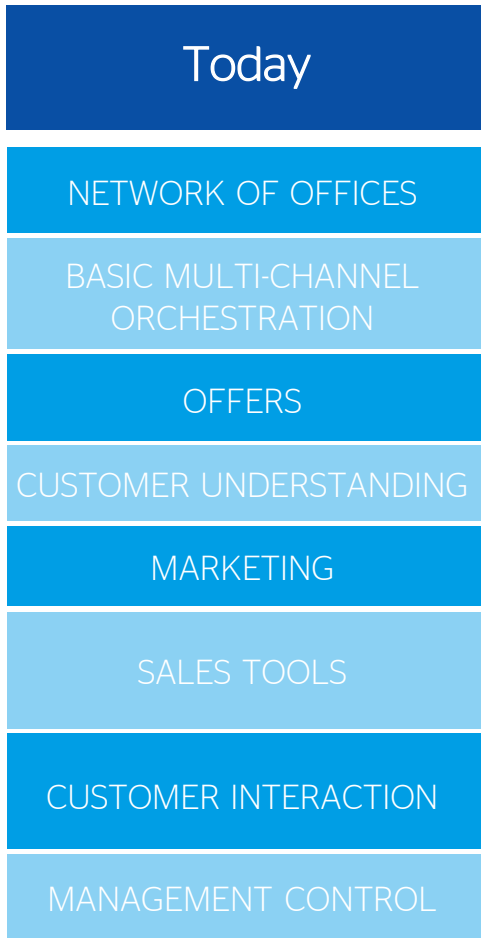 Today
NETWORK OF OFFICES
BASIC MULTI-CHANNEL
ORCHESTRATION
OFFERS
CUSTOMER UNDERSTANDING
MARKETING
SALES TOOLS
CUSTOMER INTERACTION
MANAGEMENT CONTROL